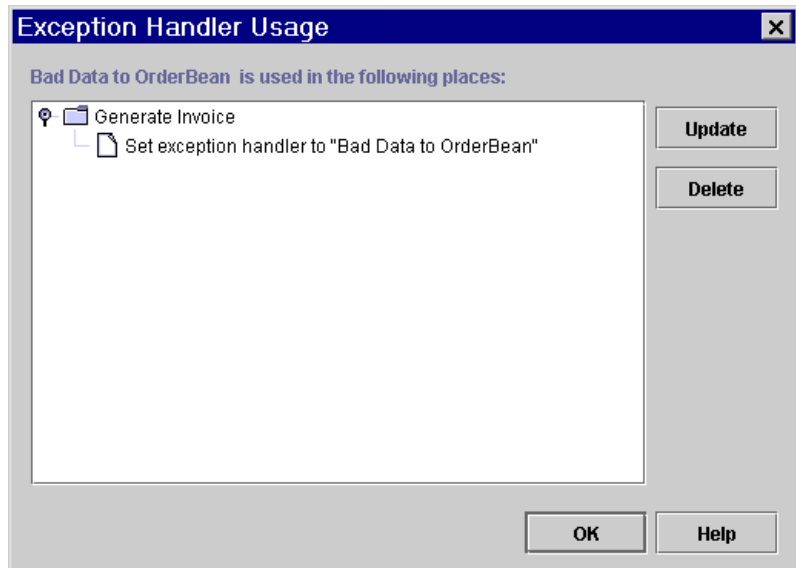 Exception Handler Usage
Bad Data to OrderBean is used in the following places:
Generate Invoice
Set exception handler to "Bad Data to OrderBean"
Update
Delete
OK
Help